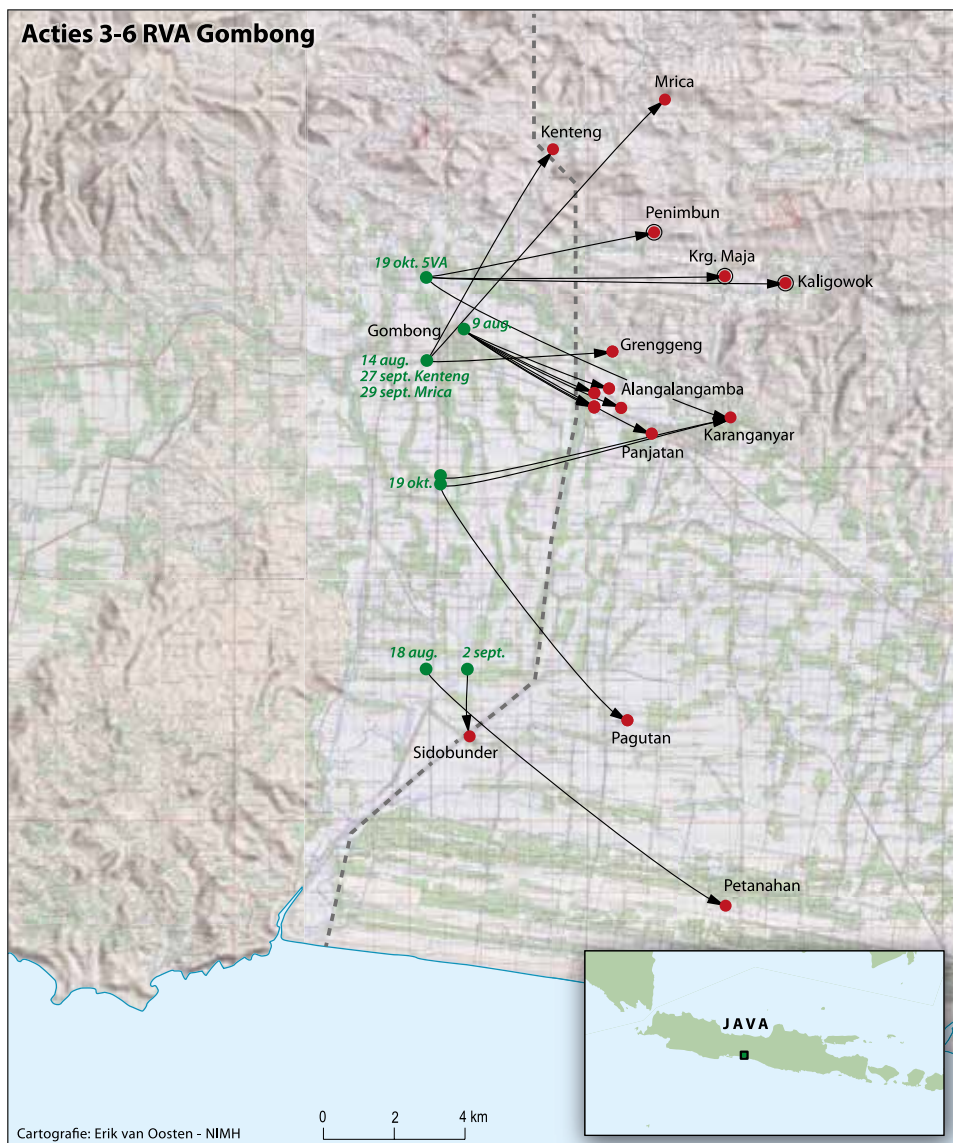 Acties 3-6 RVA Gombong
Mrica
Kenteng
Penimbun
Krg. Maja
19 okt. 5VA
Kaligowok
9 aug.
Gombong
Grenggeng
14 aug.
27 sept. Kenteng
29 sept. Mrica
Alangalangamba
Karanganyar
Panjatan
19 okt.
18 aug.
2 sept.
Pagutan
Sidobunder
Petanahan
JAVA
0 2 4 km
Cartografie: Erik van Oosten - NIMH